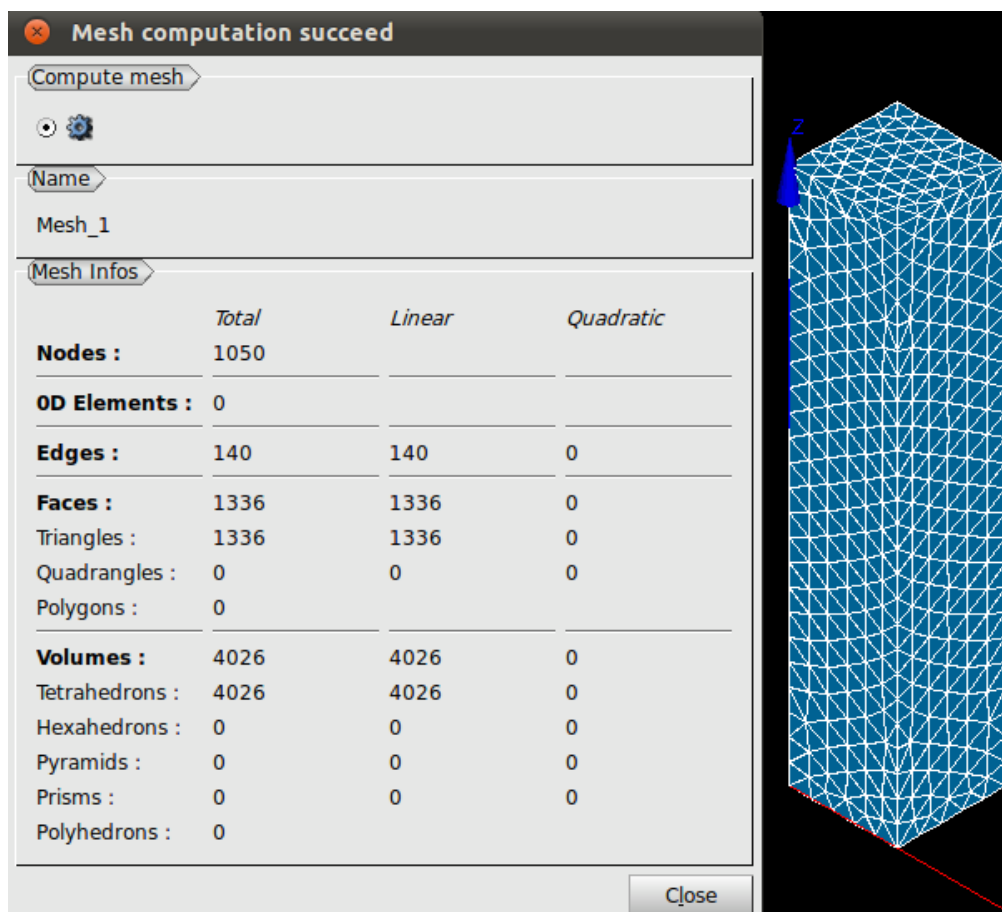 Mesh computation succeed
Compute mesh
Name
Mesh_1
Mesh Infos
Total Linear Quadratic
Nodes : 1050
0D Elements : 0
Edges : 140 140 0
Faces : 1336 1336 0
Triangles : 1336 1336 0
Quadrangles : 0 0 0
Polygons : 0
Volumes : 4026 4026 0
Tetrahedrons : 4026 4026 0
Hexahedrons : 0 0 0
Pyramids : 0 0 0
Prisms : 0 0 0
Polyhedrons : 0
Close
Z